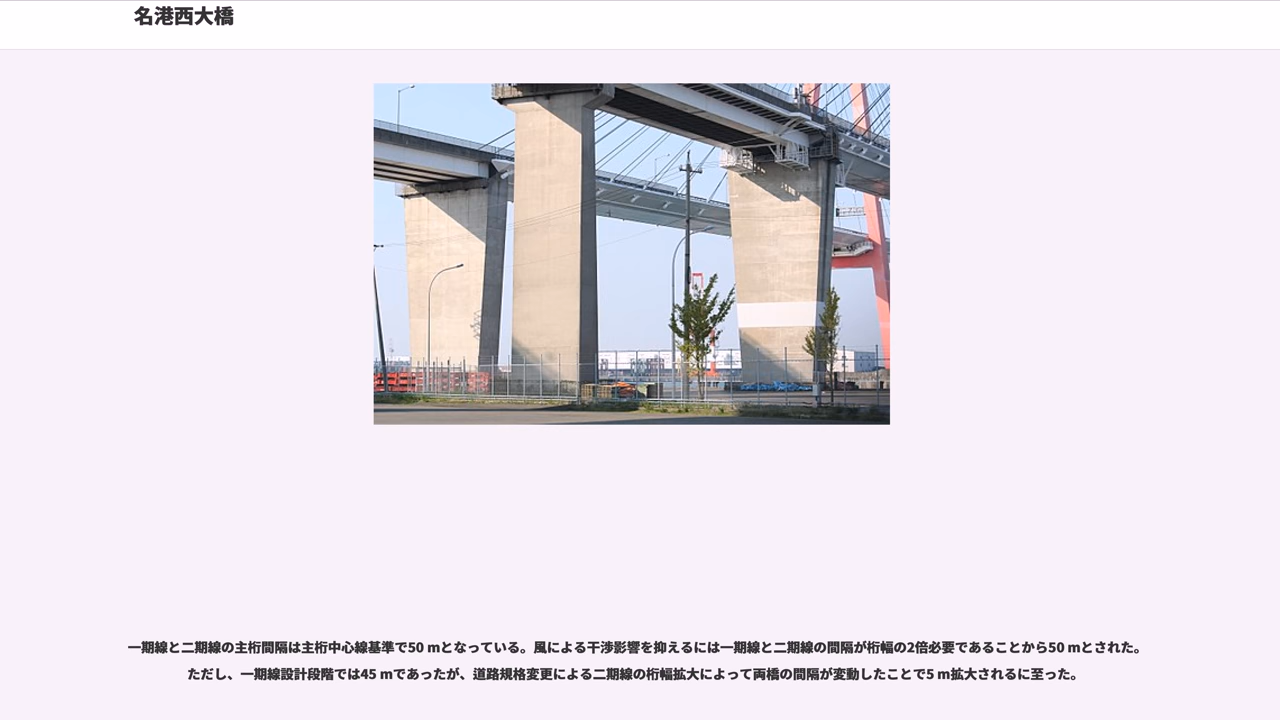 名港西大橋
一期線と二期線の主桁間隔は主桁中心線基準で50 mとなっている。風による干渉影響を抑えるには一期線と二期線の間隔が桁幅の2倍必要であることから50 mとされた。
ただし、一期線設計段階では45 mであったが、道路規格変更による二期線の桁幅拡大によって両橋の間隔が変動したことで5 m拡大されるに至った。